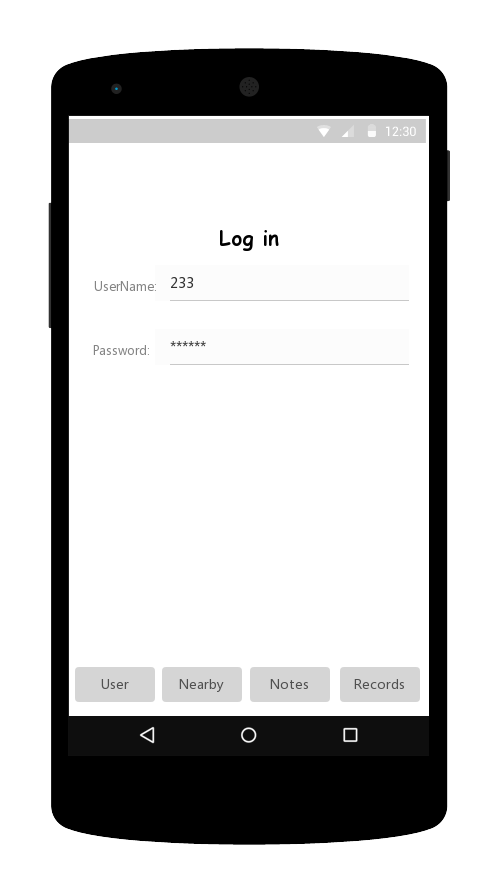 12:30
Log in
UserName: 233
Password: ******
User Nearby Notes Records